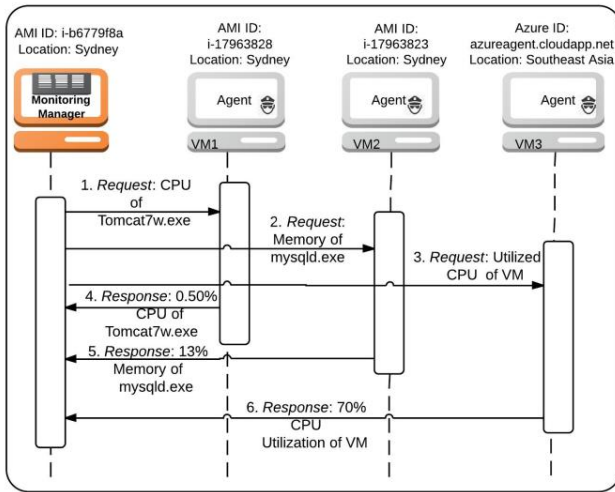 AMI ID: i-b6779f8a
Location: Sydney
AMI ID:
i-17963828
Location: Sydney
AMI ID:
i-17963823
Location: Sydney
Azure ID:
azureagent.cloudapp.net
Location: Southeast Asia
Monitoring
Manager
Agent
VM1
Agent
VM2
Agent
VM3
1. Request: CPU
of
Tomcat7w.exe
2. Request:
Memory of
mysqld.exe
3. Request: Utilized
CPU of VM
4. Response: 0.50%
CPU of
Tomcat7w.exe
5. Response: 13%
Memory of
mysqld.exe
6. Response: 70%
CPU
Utilization of VM